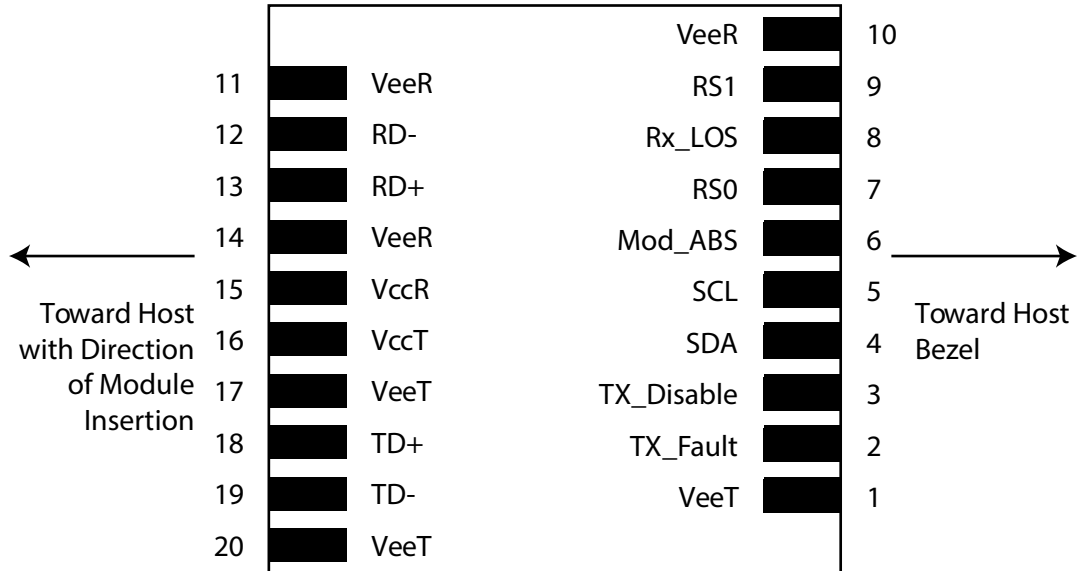 VeeR 10
11 VeeR RS1 9
12 RD- Rx_LOS 8
13 RD+ RS0 7
14 VeeR Mod_ABS 6
15 VccR SCL 5
16 VccT SDA 4
17 VeeT TX_Disable 3
18 TD+ TX_Fault 2
19 TD- VeeT 1
20 VeeT
Toward Host
with Direction
of Module
Insertion
Toward Host
Bezel